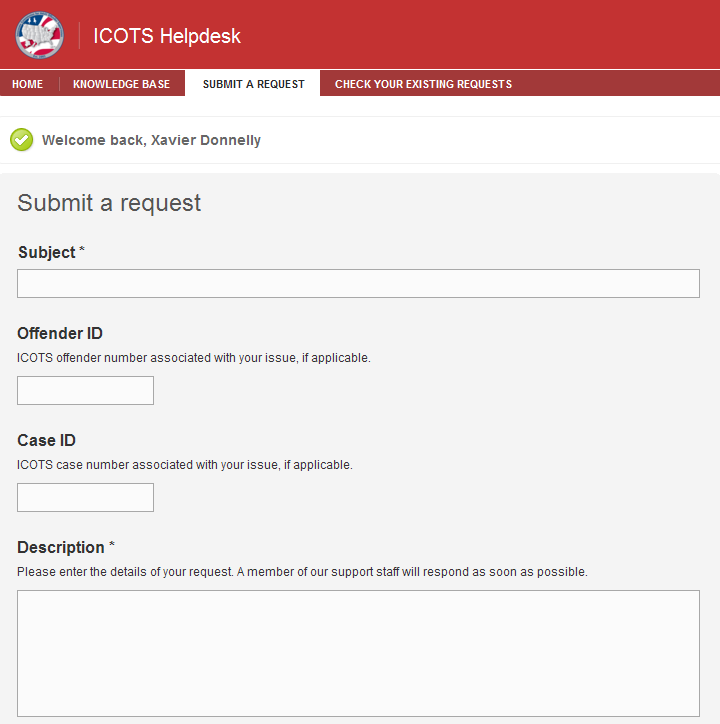 ICOTS Helpdesk
HOME KNOWLEDGE BASE SUBMIT A REQUEST CHECK YOUR EXISTING REQUESTS
Welcome back, Xavier Donnelly
Submit a request
Subject *
Offender ID
ICOTS offender number associated with your issue, if applicable.
Case ID
ICOTS case number associated with your issue, if applicable.
Description *
Please enter the details of your request. A member of our support staff will respond as soon as possible.